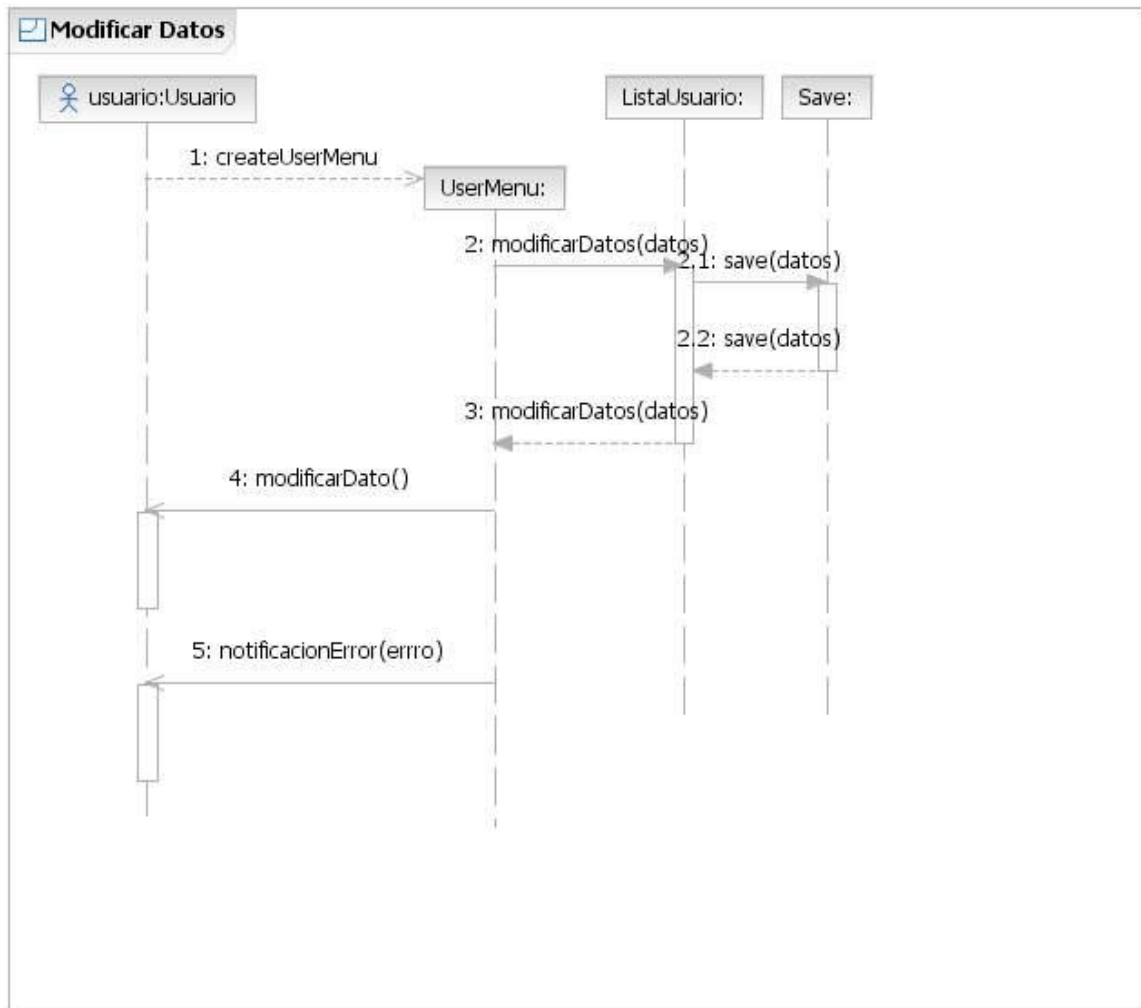 Modificar Datos
usuario:Usuario
ListaUsuario:
Save:
1: createUserMenu
UserMenu:
2: modificarDatos(datos)
2.1: save(datos)
2.2: save(datos)
3: modificarDatos(datos)
4: modificarDato()
5: notificacionError(errro)